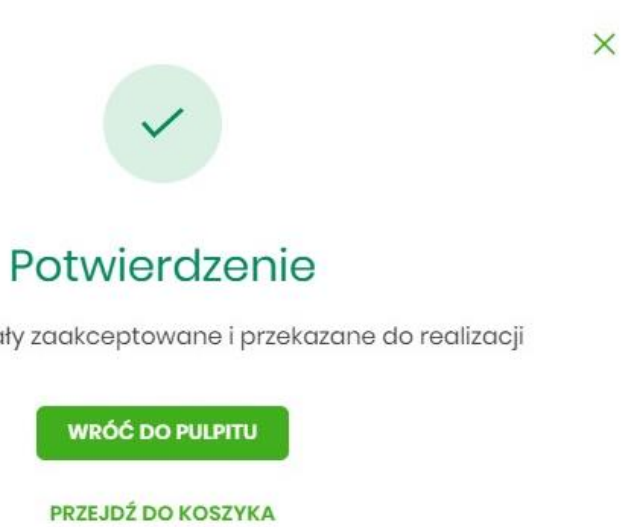 Potwierdzenie
zaakceptowane i przekazane do realizacji
WRÓĆ DO PULPITU
PRZEJDŹ DO KOSZYKA